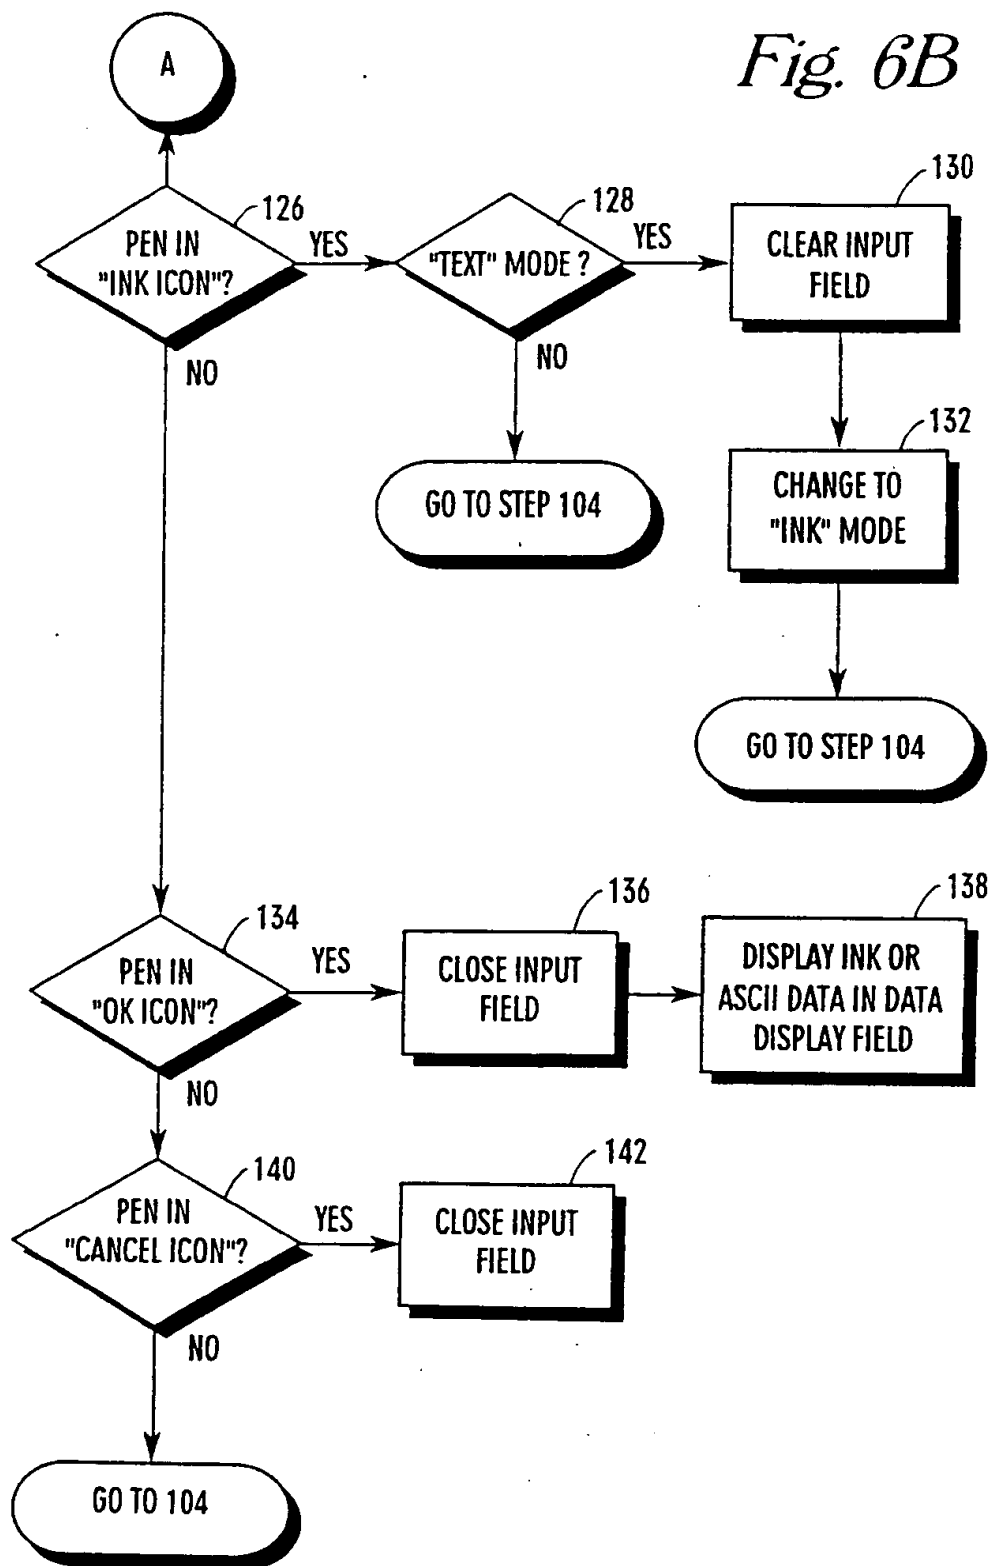 Fig. 6B
A
126
PEN IN
"INK ICON"?
YES
NO
128
"TEXT" MODE ?
YES
NO
130
CLEAR INPUT
FIELD
GO TO STEP 104
132
CHANGE TO
"INK" MODE
GO TO STEP 104
134
PEN IN
"OK ICON"?
YES
NO
136
CLOSE INPUT
FIELD
138
DISPLAY INK OR
ASCII DATA IN DATA
DISPLAY FIELD
140
PEN IN
"CANCEL ICON"?
YES
NO
142
CLOSE INPUT
FIELD
GO TO 104